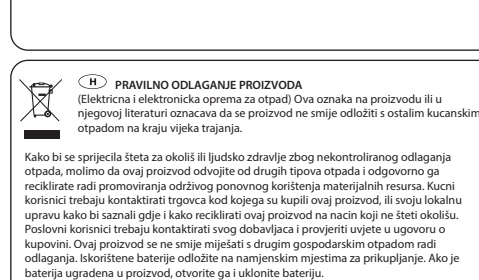 H PRAVILNO ODLAGANJE PROIZVODA
(Elektricna i elektronicka oprema za otpad) Ova oznaka na proizvodu ili u
njegovoj literaturi oznacava da se proizvod ne smije odložiti s ostalim kucanskim
otpadom na kraju vijeka trajanja.
Kako bi se sprijecila šteta za okoliš ili ljudsko zdravlje zbog nekontroliranog odlaganja
otpada, molimo da ovaj proizvod odvojite od drugih tipova otpada i odgovorno ga
reciklirate radi promoviranja održivog ponovnog korištenja materijalnih resursa. Kucni
korisnici trebaju kontaktirati trgovca kod kojega su kupili ovaj proizvod, ili svoju lokalnu
upravu kako bi saznali gdje i kako reciklirati ovaj proizvod na nacin koji ne šteti okolišu.
Poslovni korisnici trebaju kontaktirati svog dobavljaca i provjeriti uvjete u ugovoru o
kupovini. Ovaj proizvod se ne smije miješati s drugim gospodarskim otpadom radi
odlaganja. Iskorištene baterije odložite na namjenskim mjestima za prikupljanje. Ako je
baterija ugradena u proizvod, otvorite ga i uklonite bateriju.